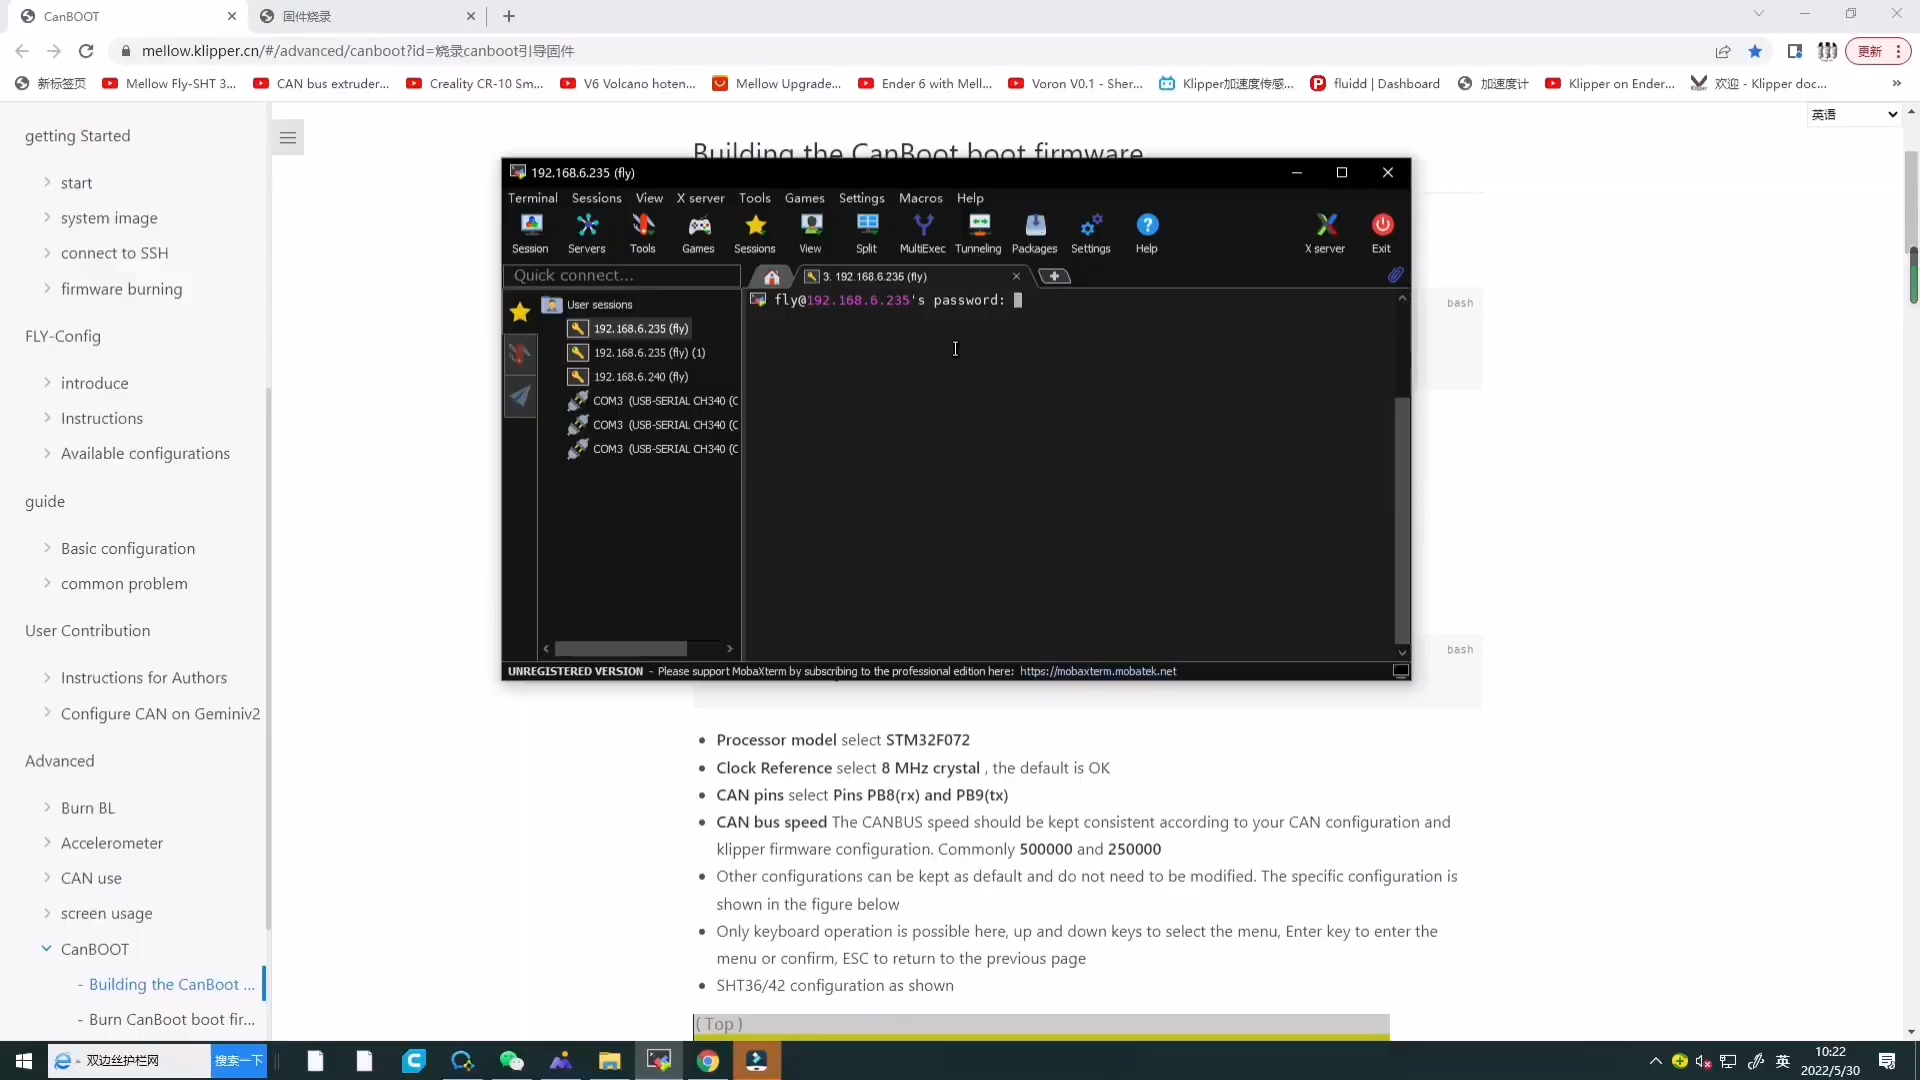 CanBOOT
固件烧录
mellow.klipper.cn/#/advanced/canboot?id=烧录canboot引导固件
更新
新标签页
Mellow Fly-SHT 3...
CAN bus extruder...
Creality CR-10 Sm...
V6 Volcano hoten...
Mellow Upgrade...
Ender 6 with Mell...
Voron V0.1 - Sher...
Klipper加速度传感...
fluidd | Dashboard
加速度计
Klipper on Ender...
欢迎 - Klipper doc...
英语
getting Started
start
system image
connect to SSH
firmware burning
FLY-Config
introduce
Instructions
Available configurations
guide
Basic configuration
common problem
User Contribution
Instructions for Authors
Configure CAN on Geminiv2
Advanced
Burn BL
Accelerometer
CAN use
screen usage
CanBOOT
- Building the CanBoot ...
- Burn CanBoot boot fir...
Building the CanBoot boot firmware
192.168.6.235 (fly)
Terminal Sessions View X server Tools Games Settings Macros Help
Session Servers Tools Games Sessions View Split MultiExec Tunneling Packages Settings Help X server Exit
Quick connect...
3. 192.168.6.235 (fly)
User sessions
192.168.6.235 (fly)
192.168.6.235 (fly) (1)
192.168.6.240 (fly)
COM3 (USB-SERIAL CH340 (C
COM3 (USB-SERIAL CH340 (C
COM3 (USB-SERIAL CH340 (C
fly@192.168.6.235's password:
UNREGISTERED VERSION - Please support MobaXterm by subscribing to the professional edition here: https://mobaxterm.mobatek.net
bash
bash
Processor model select STM32F072
Clock Reference select 8 MHz crystal , the default is OK
CAN pins select Pins PB8(rx) and PB9(tx)
CAN bus speed The CANBUS speed should be kept consistent according to your CAN configuration and
klipper firmware configuration. Commonly 500000 and 250000
Other configurations can be kept as default and do not need to be modified. The specific configuration is
shown in the figure below
Only keyboard operation is possible here, up and down keys to select the menu, Enter key to enter the
menu or confirm, ESC to return to the previous page
SHT36/42 configuration as shown
(Top)
双边丝护栏网
搜索一下
英
10:22
2022/5/30